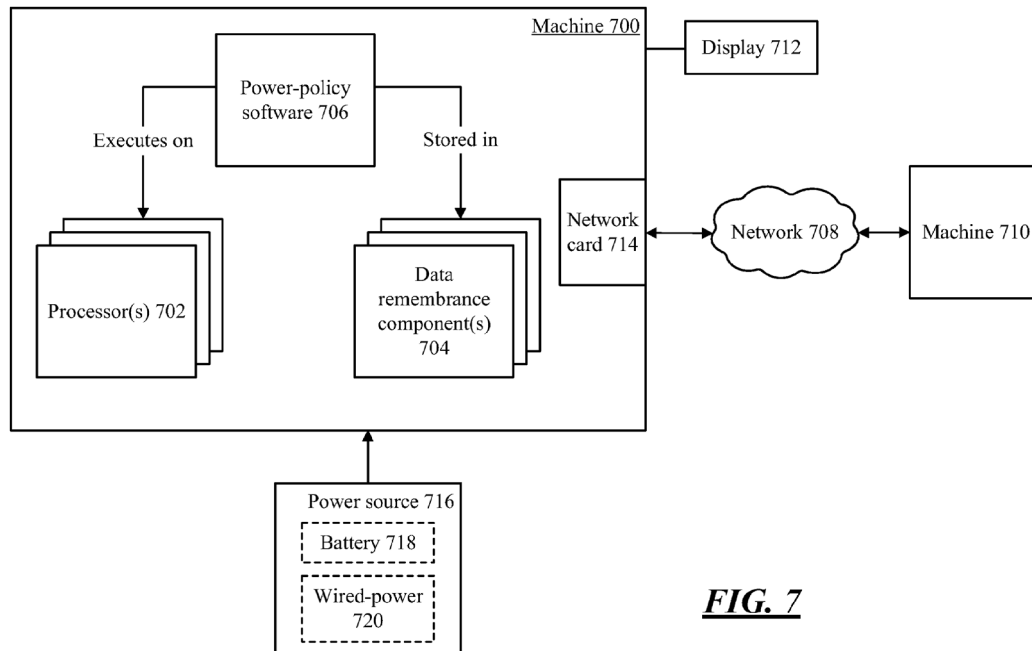 Machine 700
Display 712
Power-policy
software 706
Executes on
Stored in
Network
card 714
Network 708
Machine 710
Processor(s) 702
Data
remembrance
component(s)
704
Power source 716
Battery 718
Wired-power
720
FIG. 7